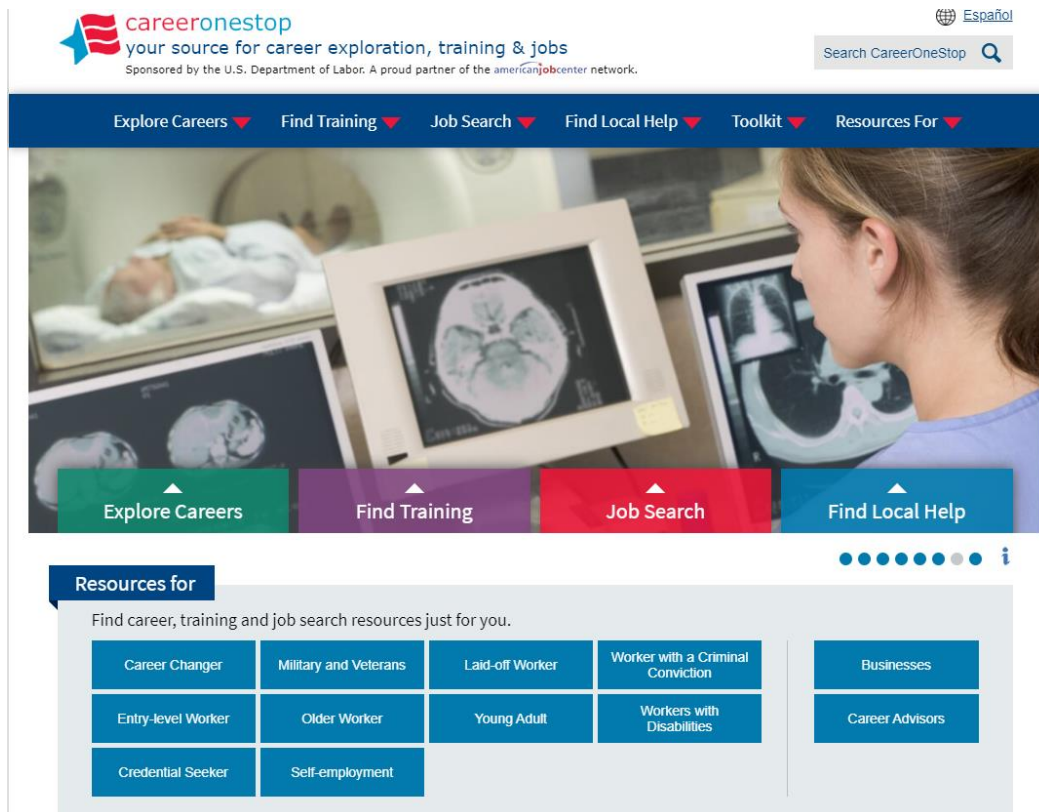 careeronestop
your source for career exploration, training & jobs
Sponsored by the U.S. Department of Labor. A proud partner of the americanjobcenter network.
Español
Search CareerOneStop
Explore Careers Find Training Job Search Find Local Help Toolkit Resources For
Explore Careers Find Training Job Search Find Local Help
i
Resources for
Find career, training and job search resources just for you.
Career Changer Military and Veterans Laid-off Worker Worker with a Criminal Conviction Businesses
Entry-level Worker Older Worker Young Adult Workers with Disabilities Career Advisors
Credential Seeker Self-employment